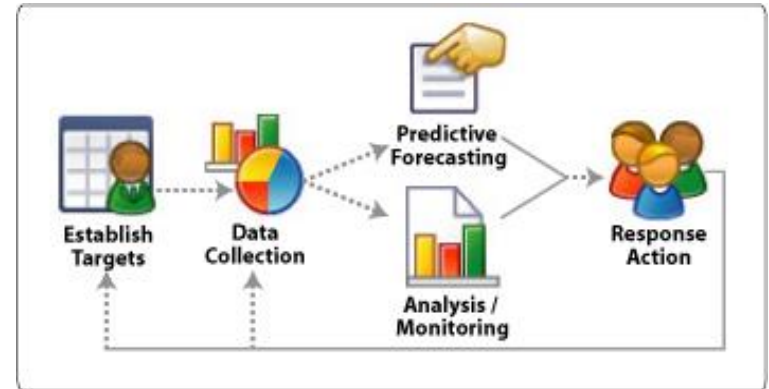 Establish
Targets
Data
Collection
Predictive
Forecasting
Analysis /
Monitoring
Response
Action